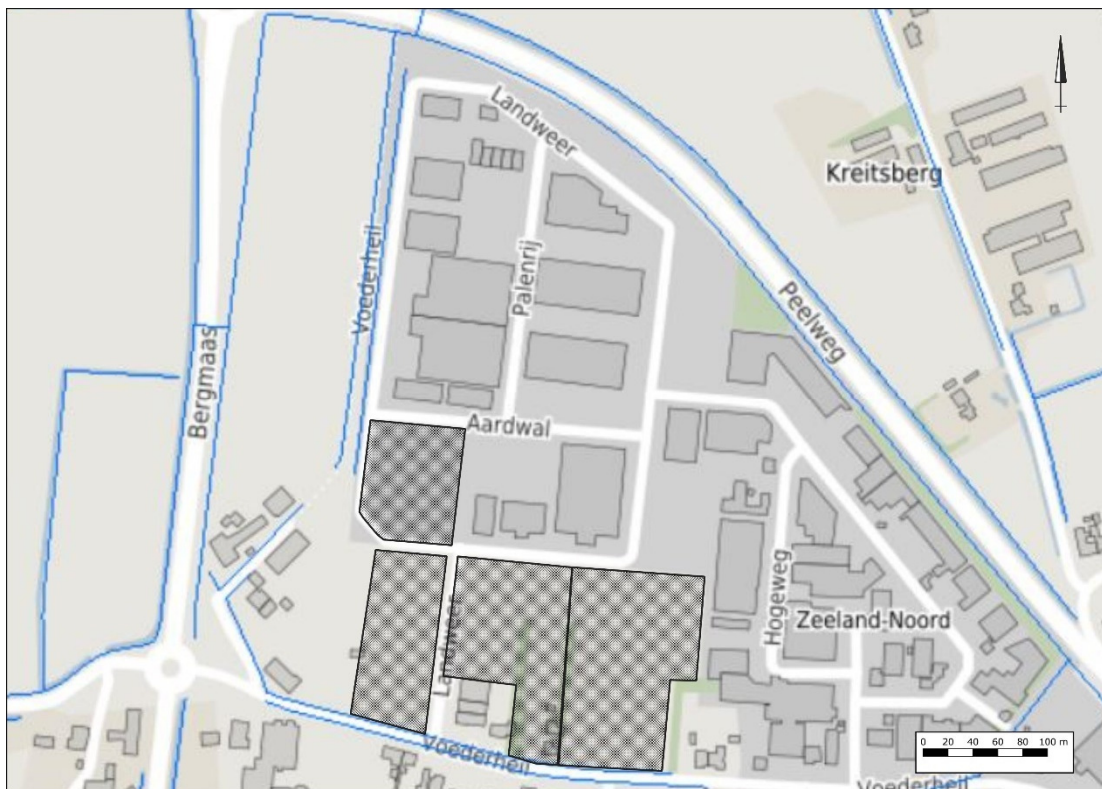 Landweer
Kreitsberg
Palenrij
Voederheil
Peelweg
Bergmaas
Aardwal
Hogeweg
Zeeland-Noord
Landweer
Voederheil
Voederheil
0 20 40 60 80 100 m